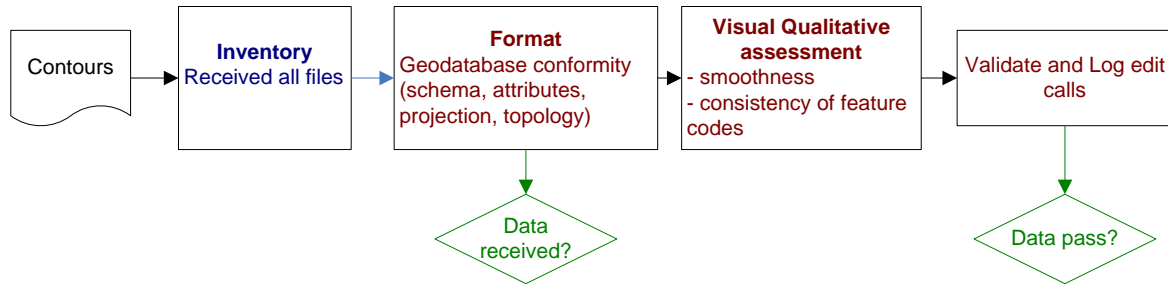 Contours
Inventory
Received all files
Format
Geodatabase conformity
(schema, attributes,
projection, topology)
Visual Qualitative
assessment
- smoothness
- consistency of feature
codes
Validate and Log edit
calls
Data
received?
Data pass?